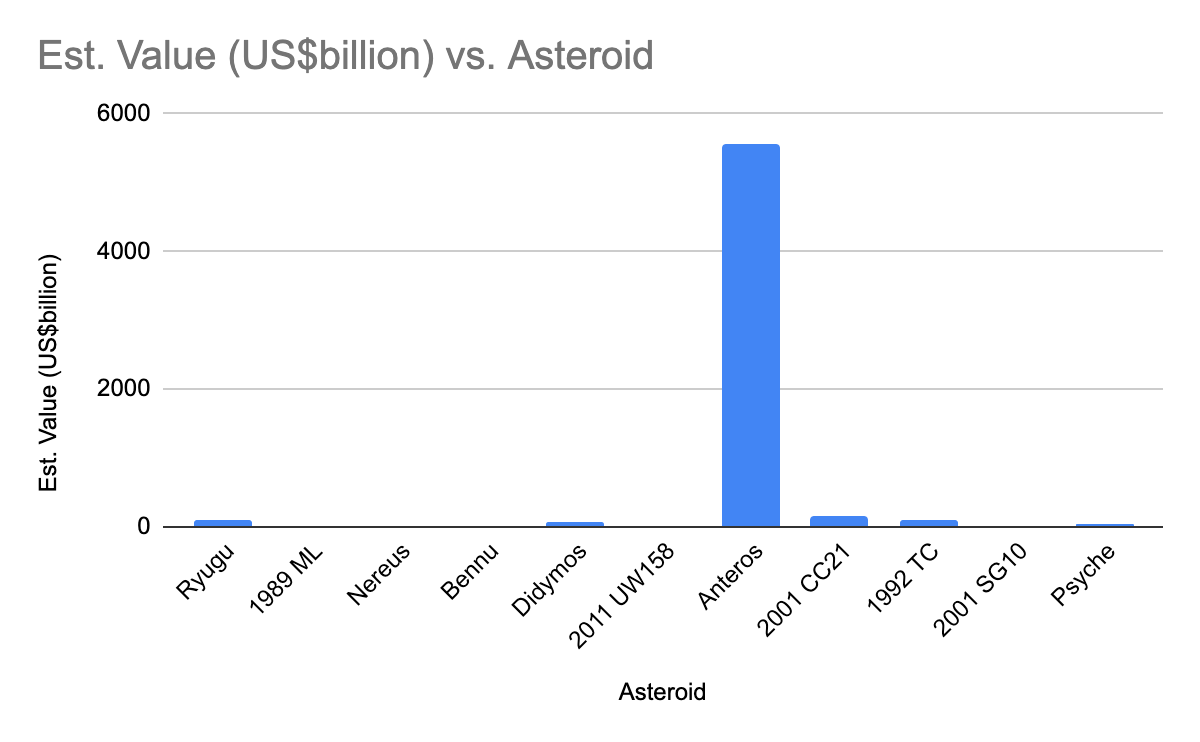 Est. Value (US$billion) vs. Asteroid
6000
4000
2000
0
Est. Value (US$billion)
Ryugu
1989 ML
Nereus
Bennu
Didymos
2011 UW158
Anteros
2001 CC21
1992 TC
2001 SG10
Psyche
Asteroid